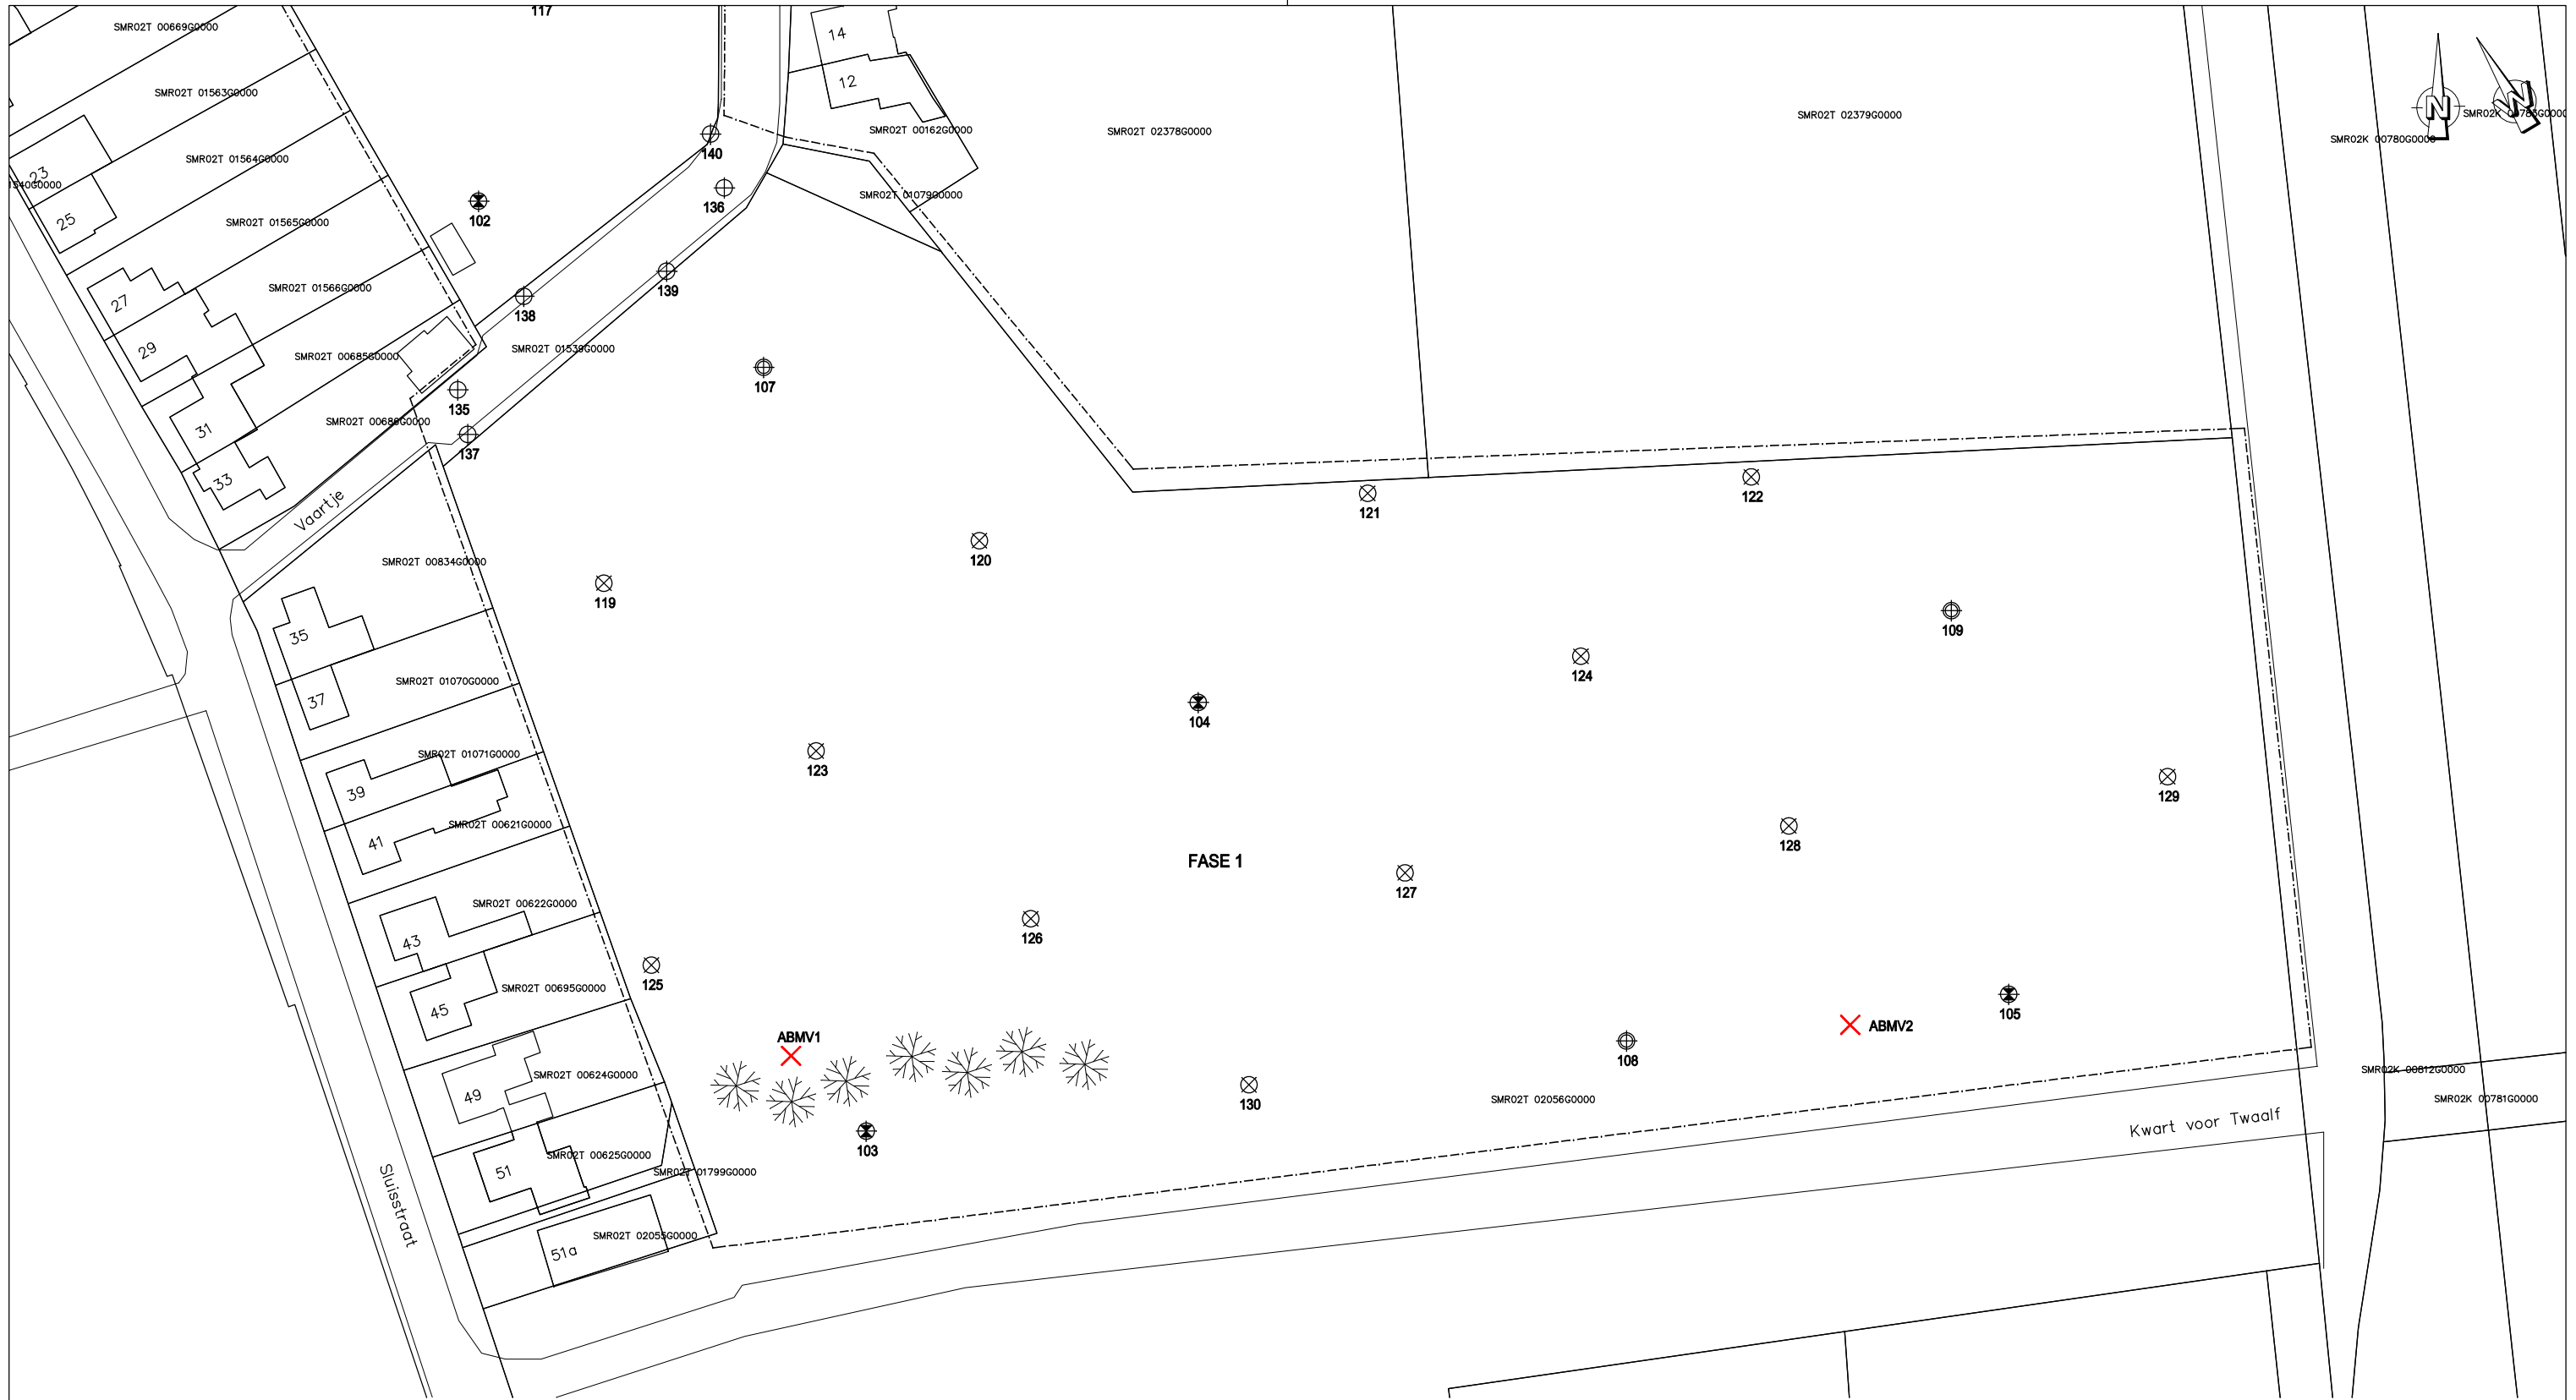 117
SMR02T 00669G0000
14
12
SMR02T 01563G0000
SMR02T 02379G0000
N
W
SMR02K 00783G0000
SMR02T 00162G0000
SMR02T 02378G0000
SMR02K 00780G0000
140
SMR02T 01564G0000
23
1540G0000
136
SMR02T 01079G0000
25
102
SMR02T 01565G0000
SMR02T 01566G0000
139
27
138
29
SMR02T 01539G0000
SMR02T 00685G0000
107
135
SMR02T 00686G0000
31
137
33
122
121
Vaartje
120
SMR02T 00834G0000
119
35
109
124
SMR02T 01070G0000
37
104
SMR02T 01071G0000
123
39
129
SMR02T 00621G0000
41
128
FASE 1
127
SMR02T 00622G0000
126
43
125
SMR02T 00695G0000
45
105
ABMV2
ABMV1
108
SMR02T 00624G0000
SMR02K 00812G0000
49
130
SMR02T 02056G0000
SMR02K 00781G0000
Kwart voor Twaalf
103
SMR02T 00625G0000
51
SMR02T 01799G0000
Sluisstraat
SMR02T 02055G0000
51a